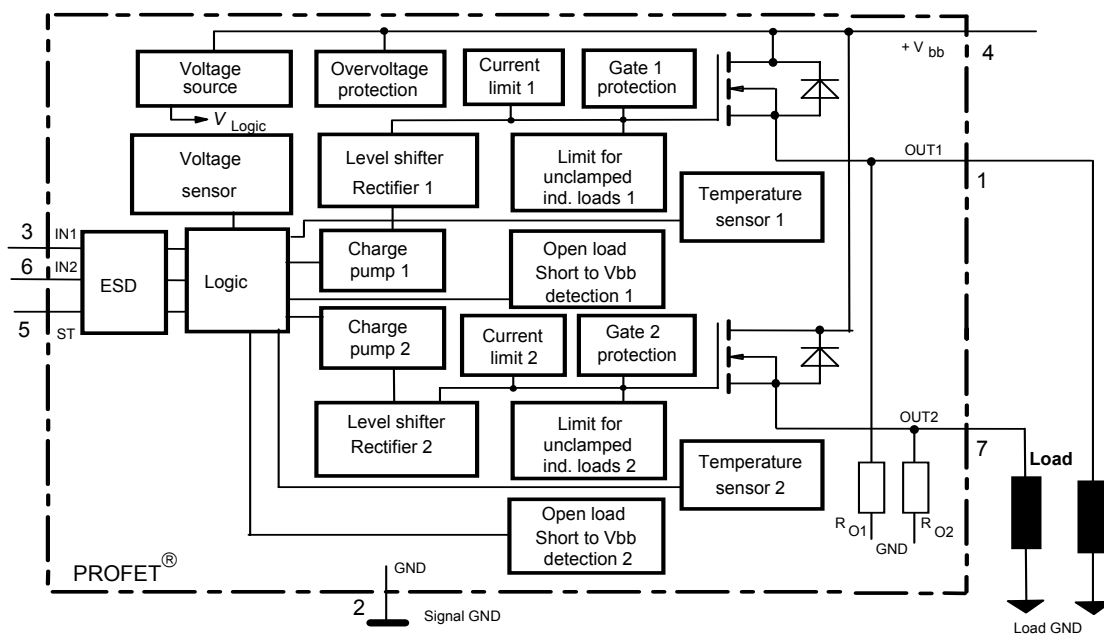 + V bb
4
Voltage
source
Overvoltage
protection
Current
limit 1
Gate 1
protection
V Logic
Voltage
sensor
Level shifter
Rectifier 1
Limit for
unclamped
ind. loads 1
OUT1
1
Temperature
sensor 1
3
IN1
6
IN2
ESD
Logic
Charge
pump 1
Open load
Short to Vbb
detection 1
5
ST
Charge
pump 2
Current
limit 2
Gate 2
protection
Level shifter
Rectifier 2
Limit for
unclamped
ind. loads 2
OUT2
7
Load
Temperature
sensor 2
R O1
GND
R O2
Open load
Short to Vbb
detection 2
PROFET®
GND
2
Signal GND
Load GND